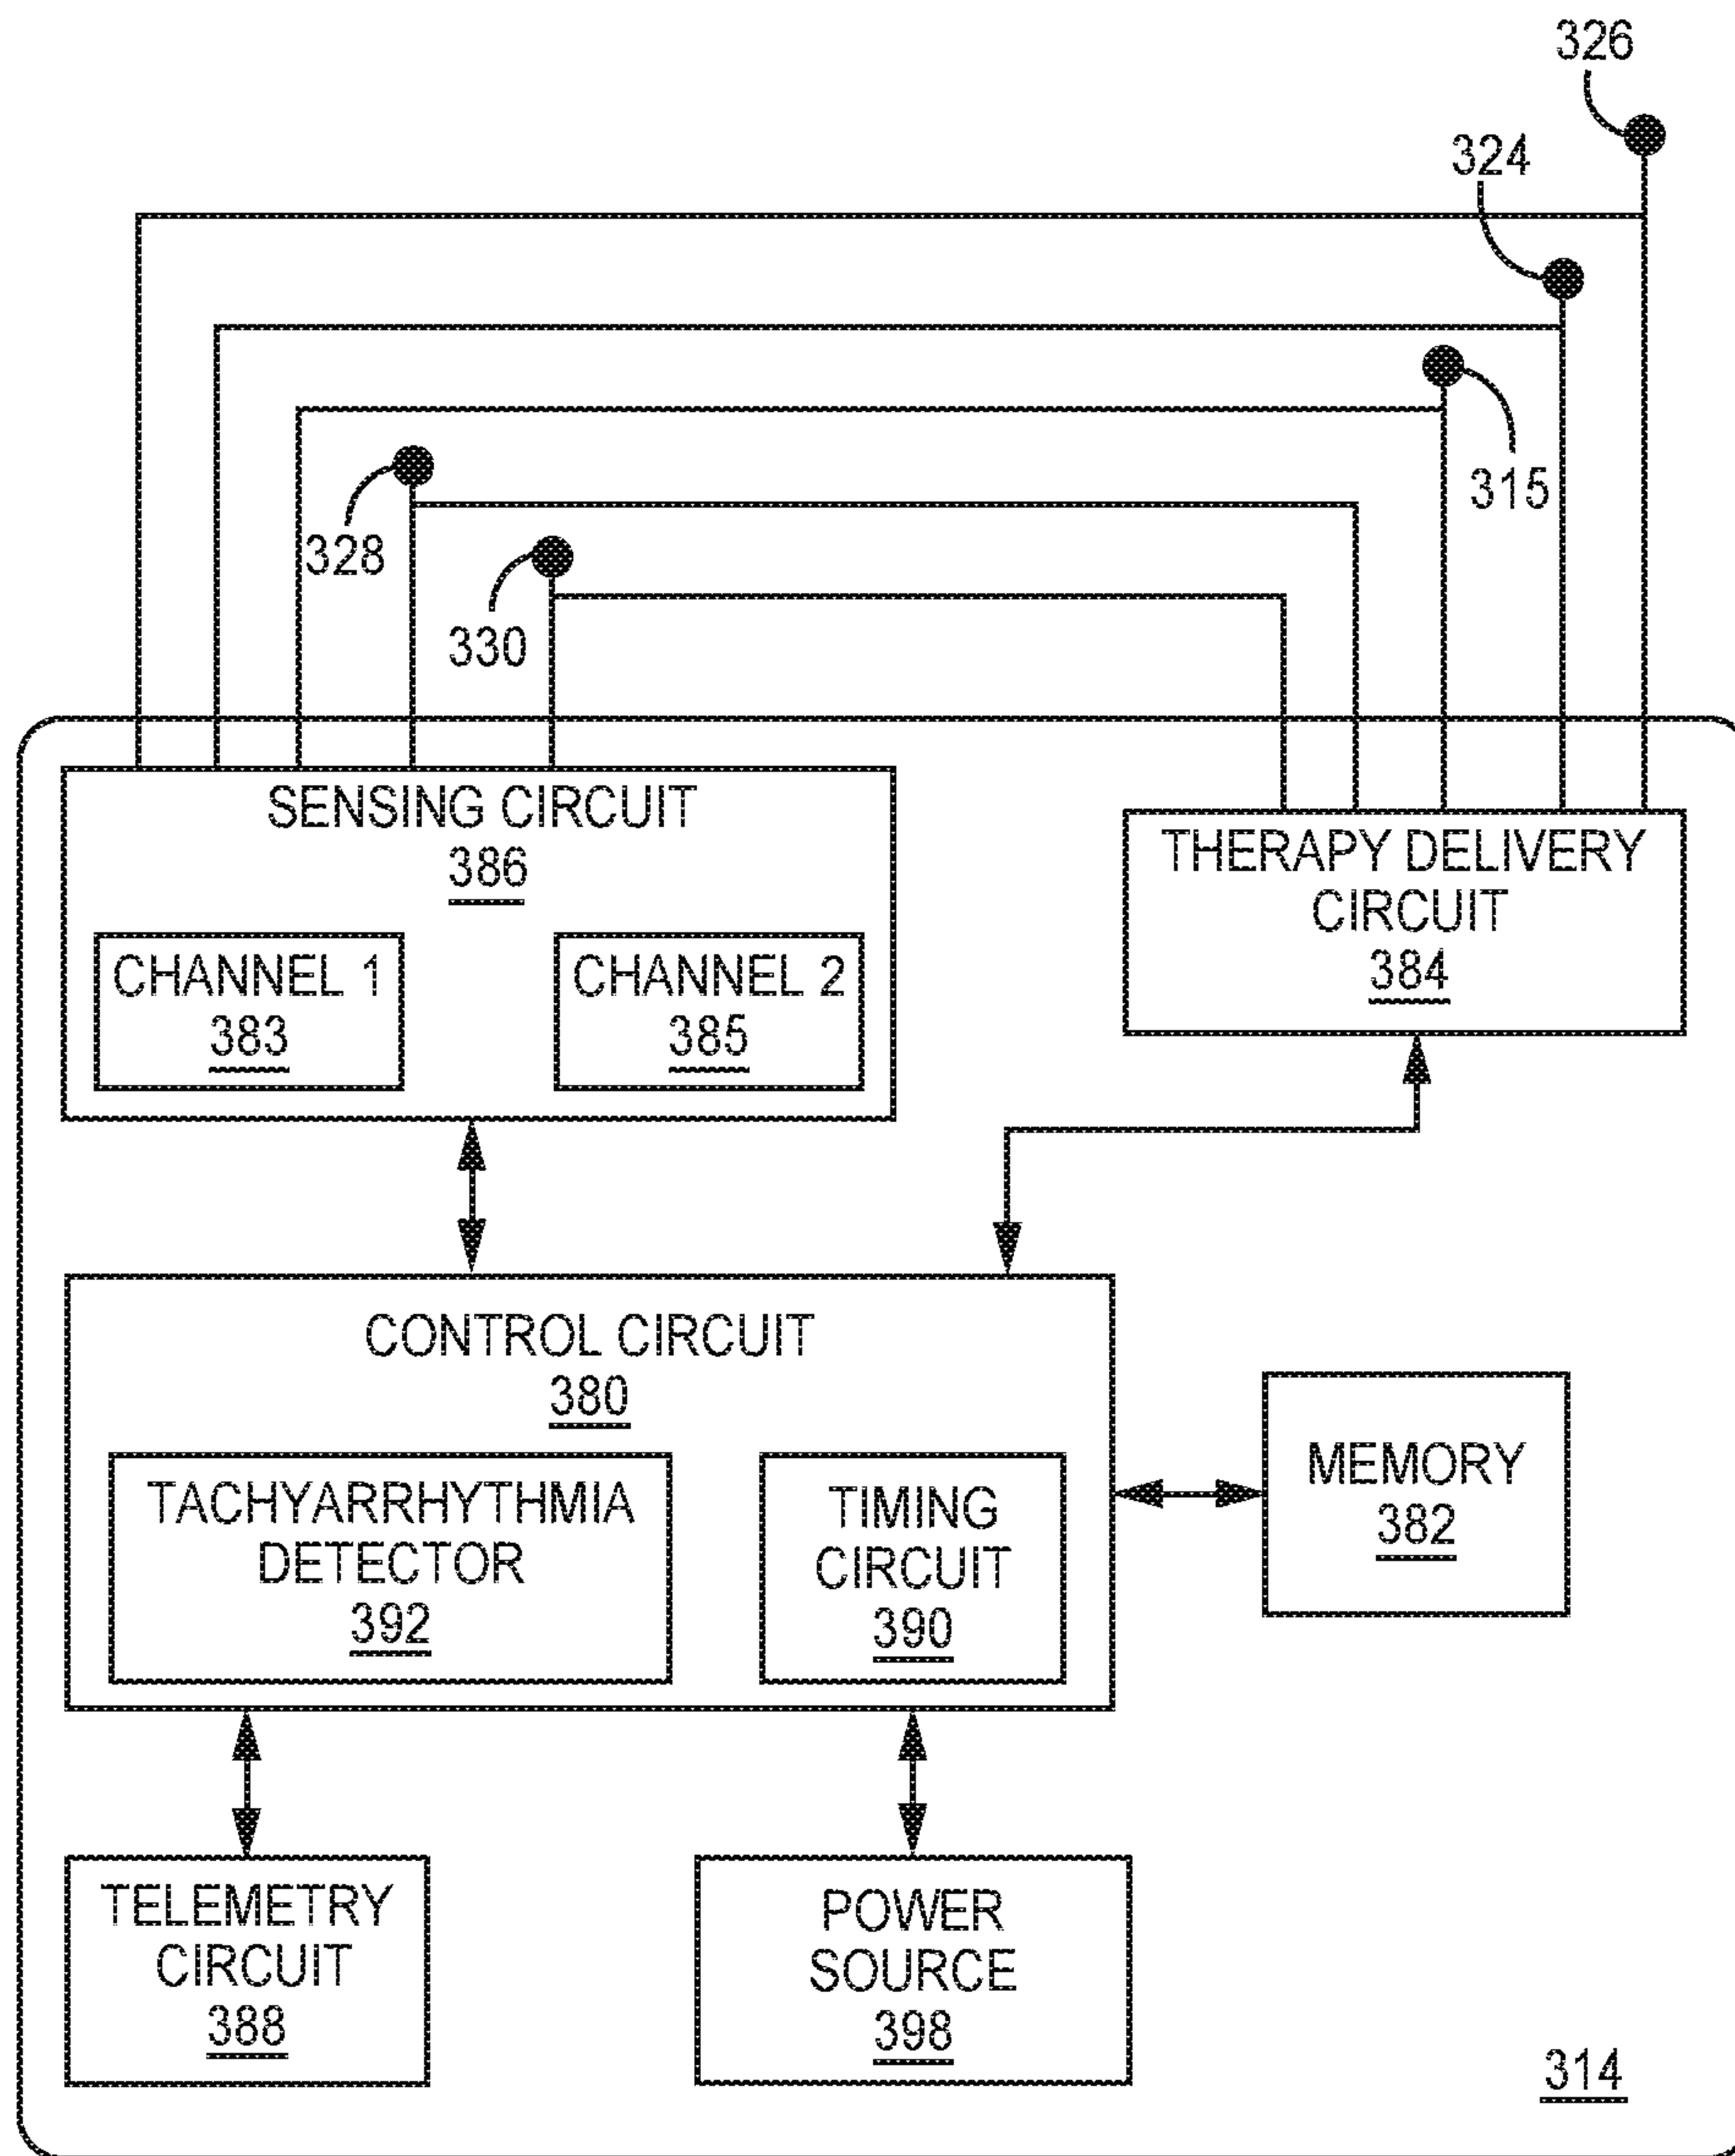 326
324
315
328
330
SENSING CIRCUIT
386
CHANNEL 1
383
CHANNEL 2
385
THERAPY DELIVERY
CIRCUIT
384
CONTROL CIRCUIT
380
TACHYARRHYTHMIA
DETECTOR
392
TIMING
CIRCUIT
390
MEMORY
382
TELEMETRY
CIRCUIT
388
POWER
SOURCE
398
314